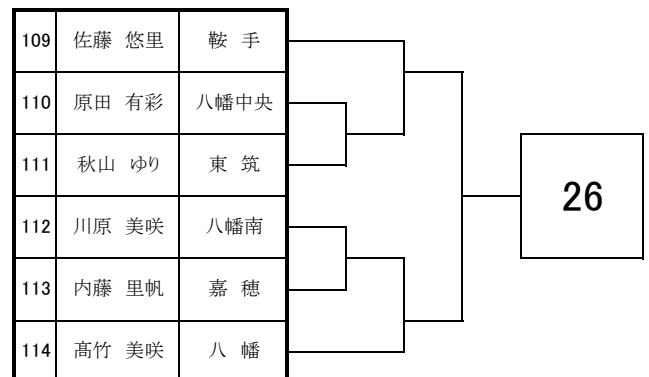 109 佐藤 悠里 鞍 手
110 原田 有彩 八幡中央
111 秋山 ゆり 東 筑
112 川原 美咲 八幡南
113 内藤 里帆 嘉 穂
114 髙竹 美咲 八 幡
26